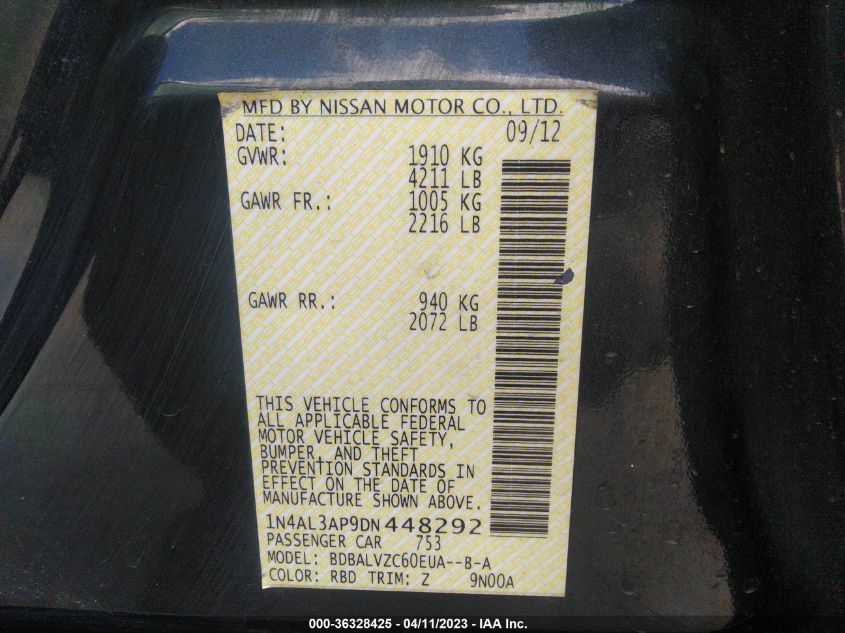 MFD BY NISSAN MOTOR CO., LTD.
DATE: 09/12
GVWR: 1910 KG
4211 LB
GAWR FR.: 1005 KG
2216 LB
GAWR RR.: 940 KG
2072 LB
THIS VEHICLE CONFORMS TO
ALL APPLICABLE FEDERAL
MOTOR VEHICLE SAFETY,
BUMPER, AND THEFT
PREVENTION STANDARDS IN
EFFECT ON THE DATE OF
MANUFACTURE SHOWN ABOVE.
1N4AL3AP9DN448292
PASSENGER CAR 753
MODEL: BDBALVZC60EUA--B-A
COLOR: RBD TRIM: Z 9N00A
000-36328425 - 04/11/2023 - IAA Inc.